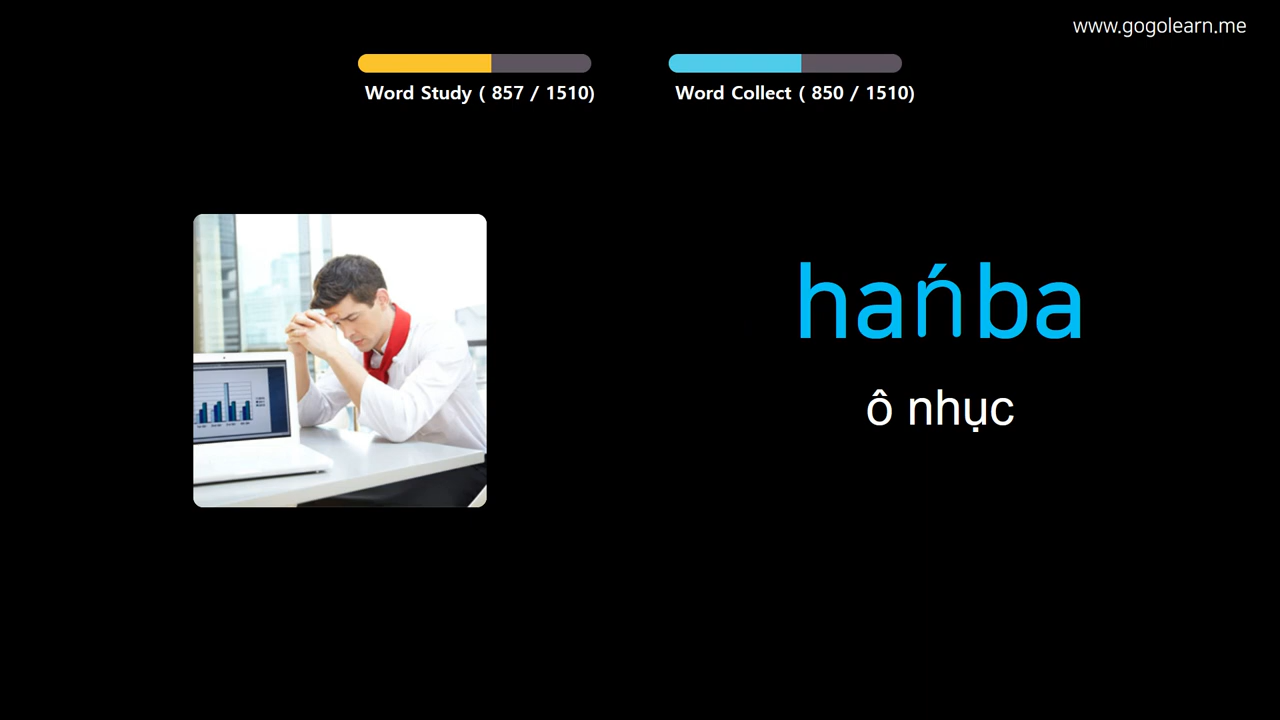 www.gogolearn.me
Word Study ( 857 / 1510)
Word Collect ( 850 / 1510)
hańba
ô nhục